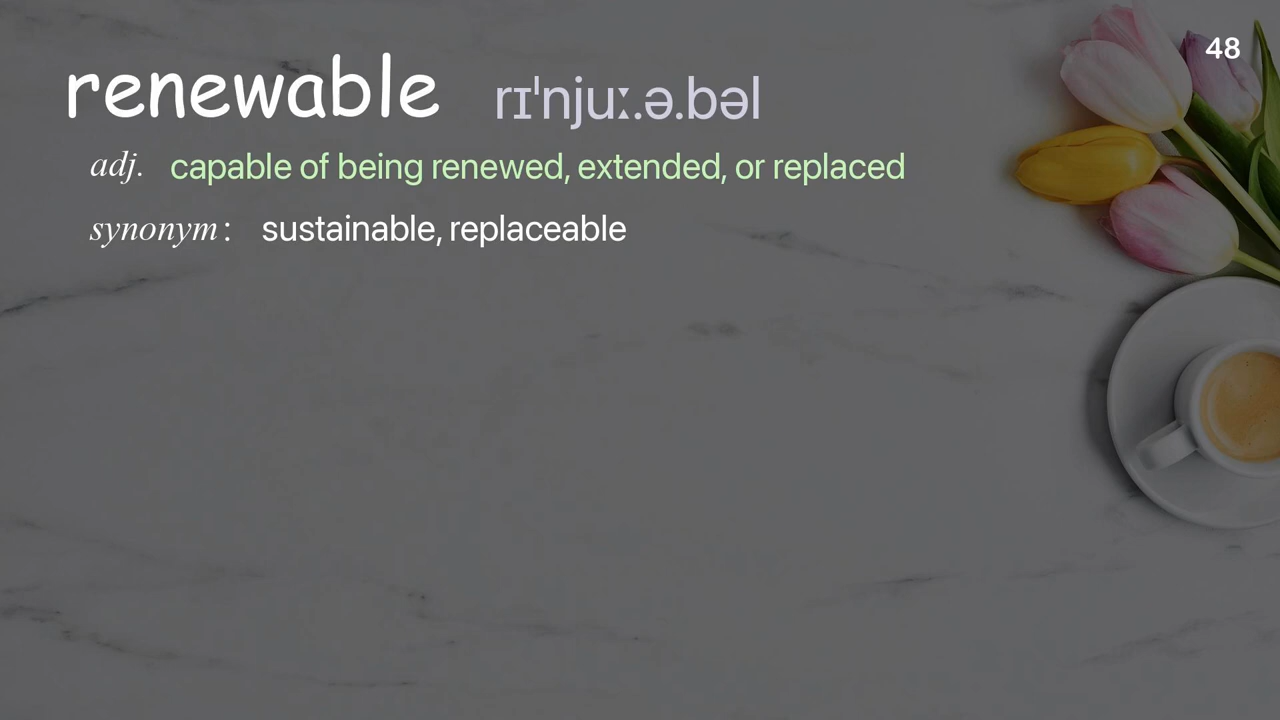 48
renewable rɪˈnjuː.ə.bəl
adj. capable of being renewed, extended, or replaced
synonym: sustainable, replaceable